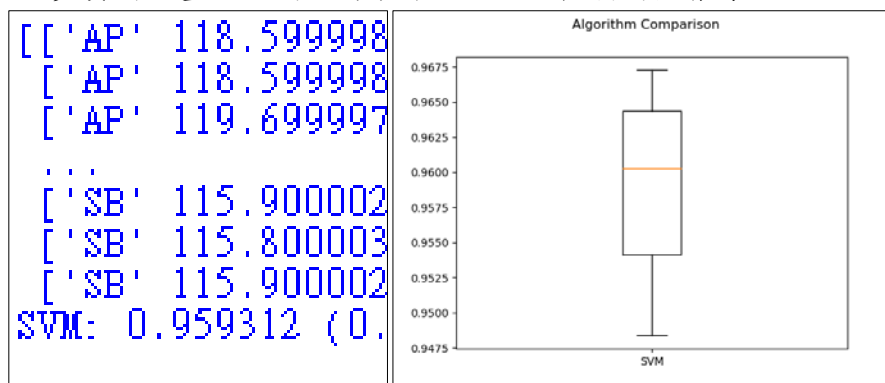 [['AP' 118.599998
['AP' 118.599998
['AP' 119.699997
...
['SB' 115.900002
['SB' 115.800003
['SB' 115.900002
SVM: 0.959312 (0.
Algorithm Comparison
0.9675
0.9650
0.9625
0.9600
0.9575
0.9550
0.9525
0.9500
0.9475
SVM